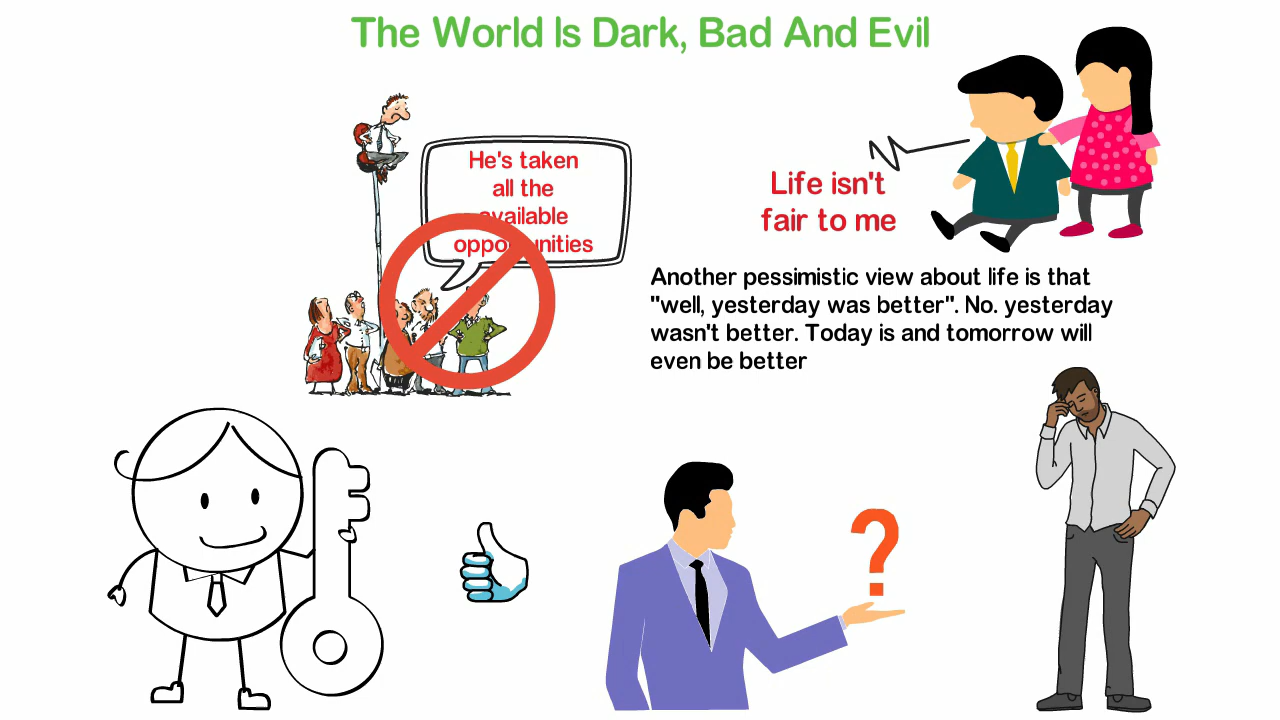 The World Is Dark, Bad And Evil
He's taken
all the
available
opportunities
Life isn't
fair to me
Another pessimistic view about life is that
"well, yesterday was better". No. yesterday
wasn't better. Today is and tomorrow will
even be better
?